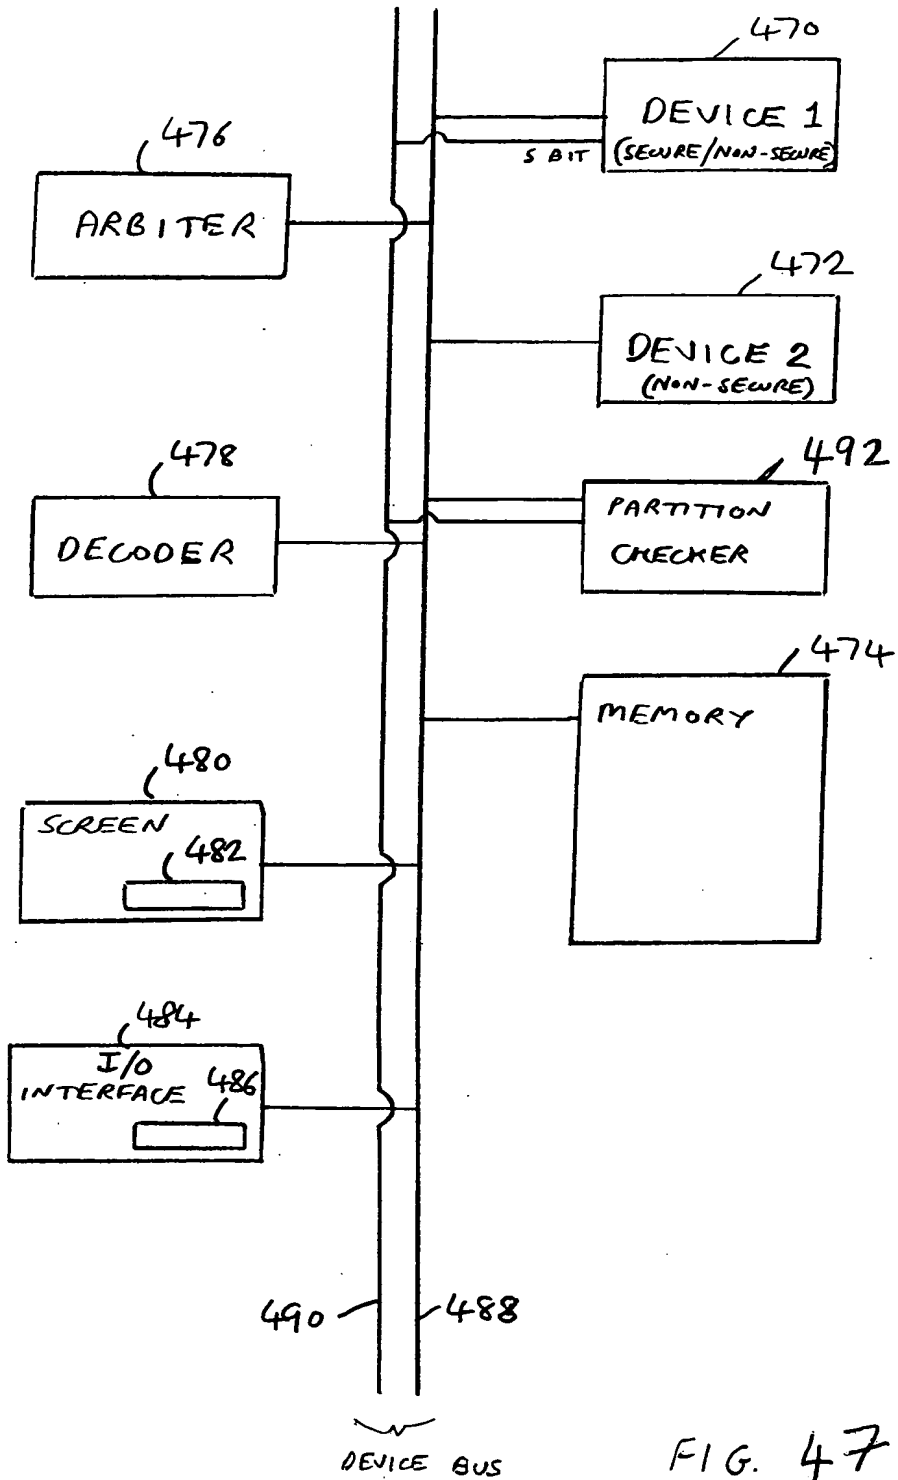 470
DEVICE 1
(SECURE/NON-SECURE)
S BIT
476
ARBITER
472
DEVICE 2
(NON-SECURE)
478
DECODER
492
PARTITION
CHECKER
474
MEMORY
480
SCREEN
482
484
I/O
INTERFACE
486
490
488
DEVICE BUS
FIG. 47